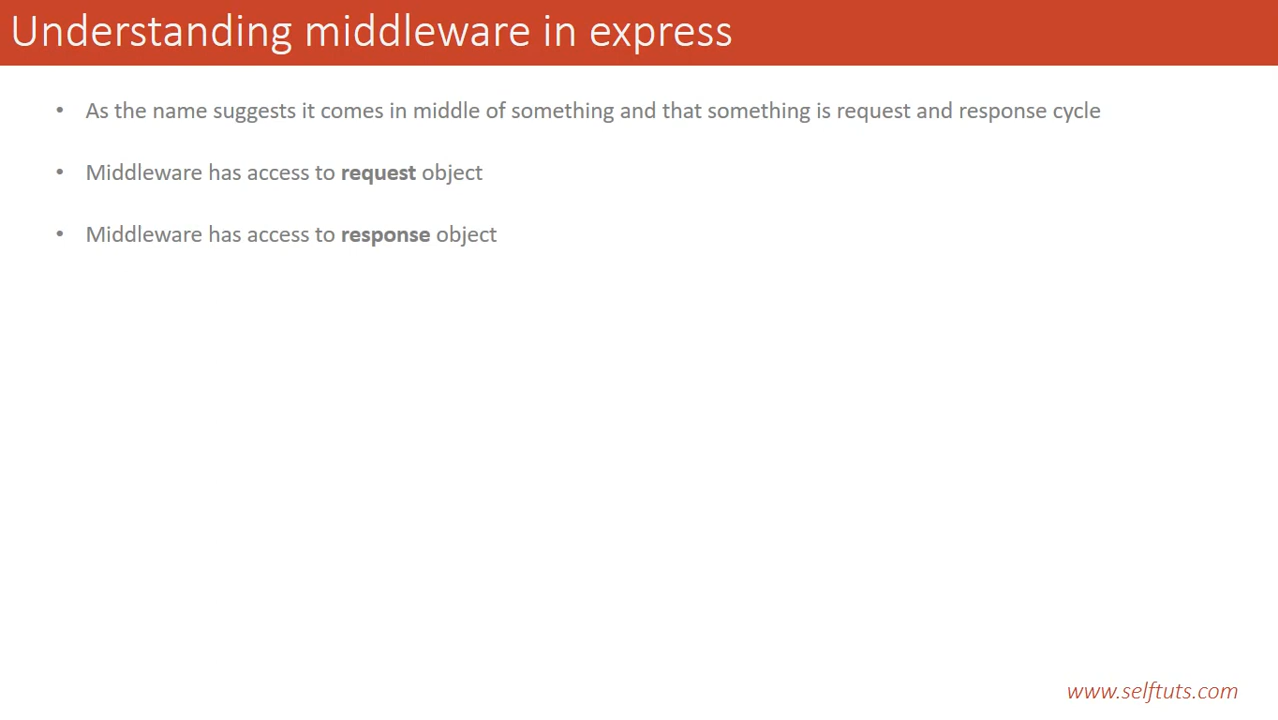 Understanding middleware in express
• As the name suggests it comes in middle of something and that something is request and response cycle
• Middleware has access to request object
• Middleware has access to response object
www.selftuts.com